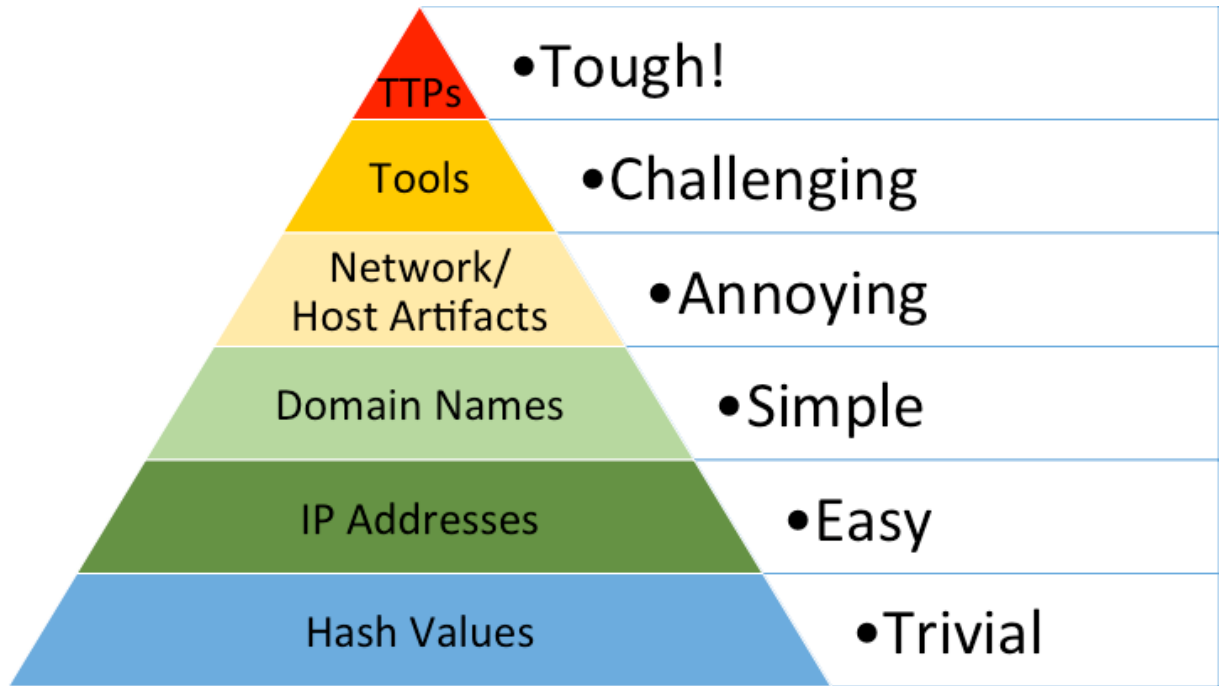 TTPs
•Tough!
Tools
•Challenging
Network/
Host Artifacts
•Annoying
Domain Names
•Simple
IP Addresses
•Easy
Hash Values
•Trivial